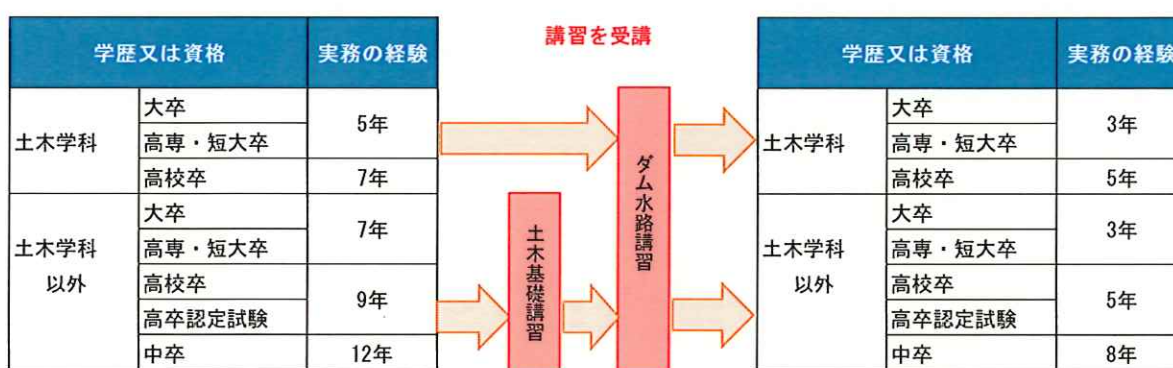 講習を受講
学歴又は資格 実務の経験
土木学科 大卒 5年
高専・短大卒
高校卒 7年
土木学科以外 大卒 7年
高専・短大卒
高校卒 9年
高卒認定試験
中卒 12年
土木基礎講習
ダム水路講習
学歴又は資格 実務の経験
土木学科 大卒 3年
高専・短大卒
高校卒 5年
土木学科以外 大卒 3年
高専・短大卒
高校卒 5年
高卒認定試験
中卒 8年